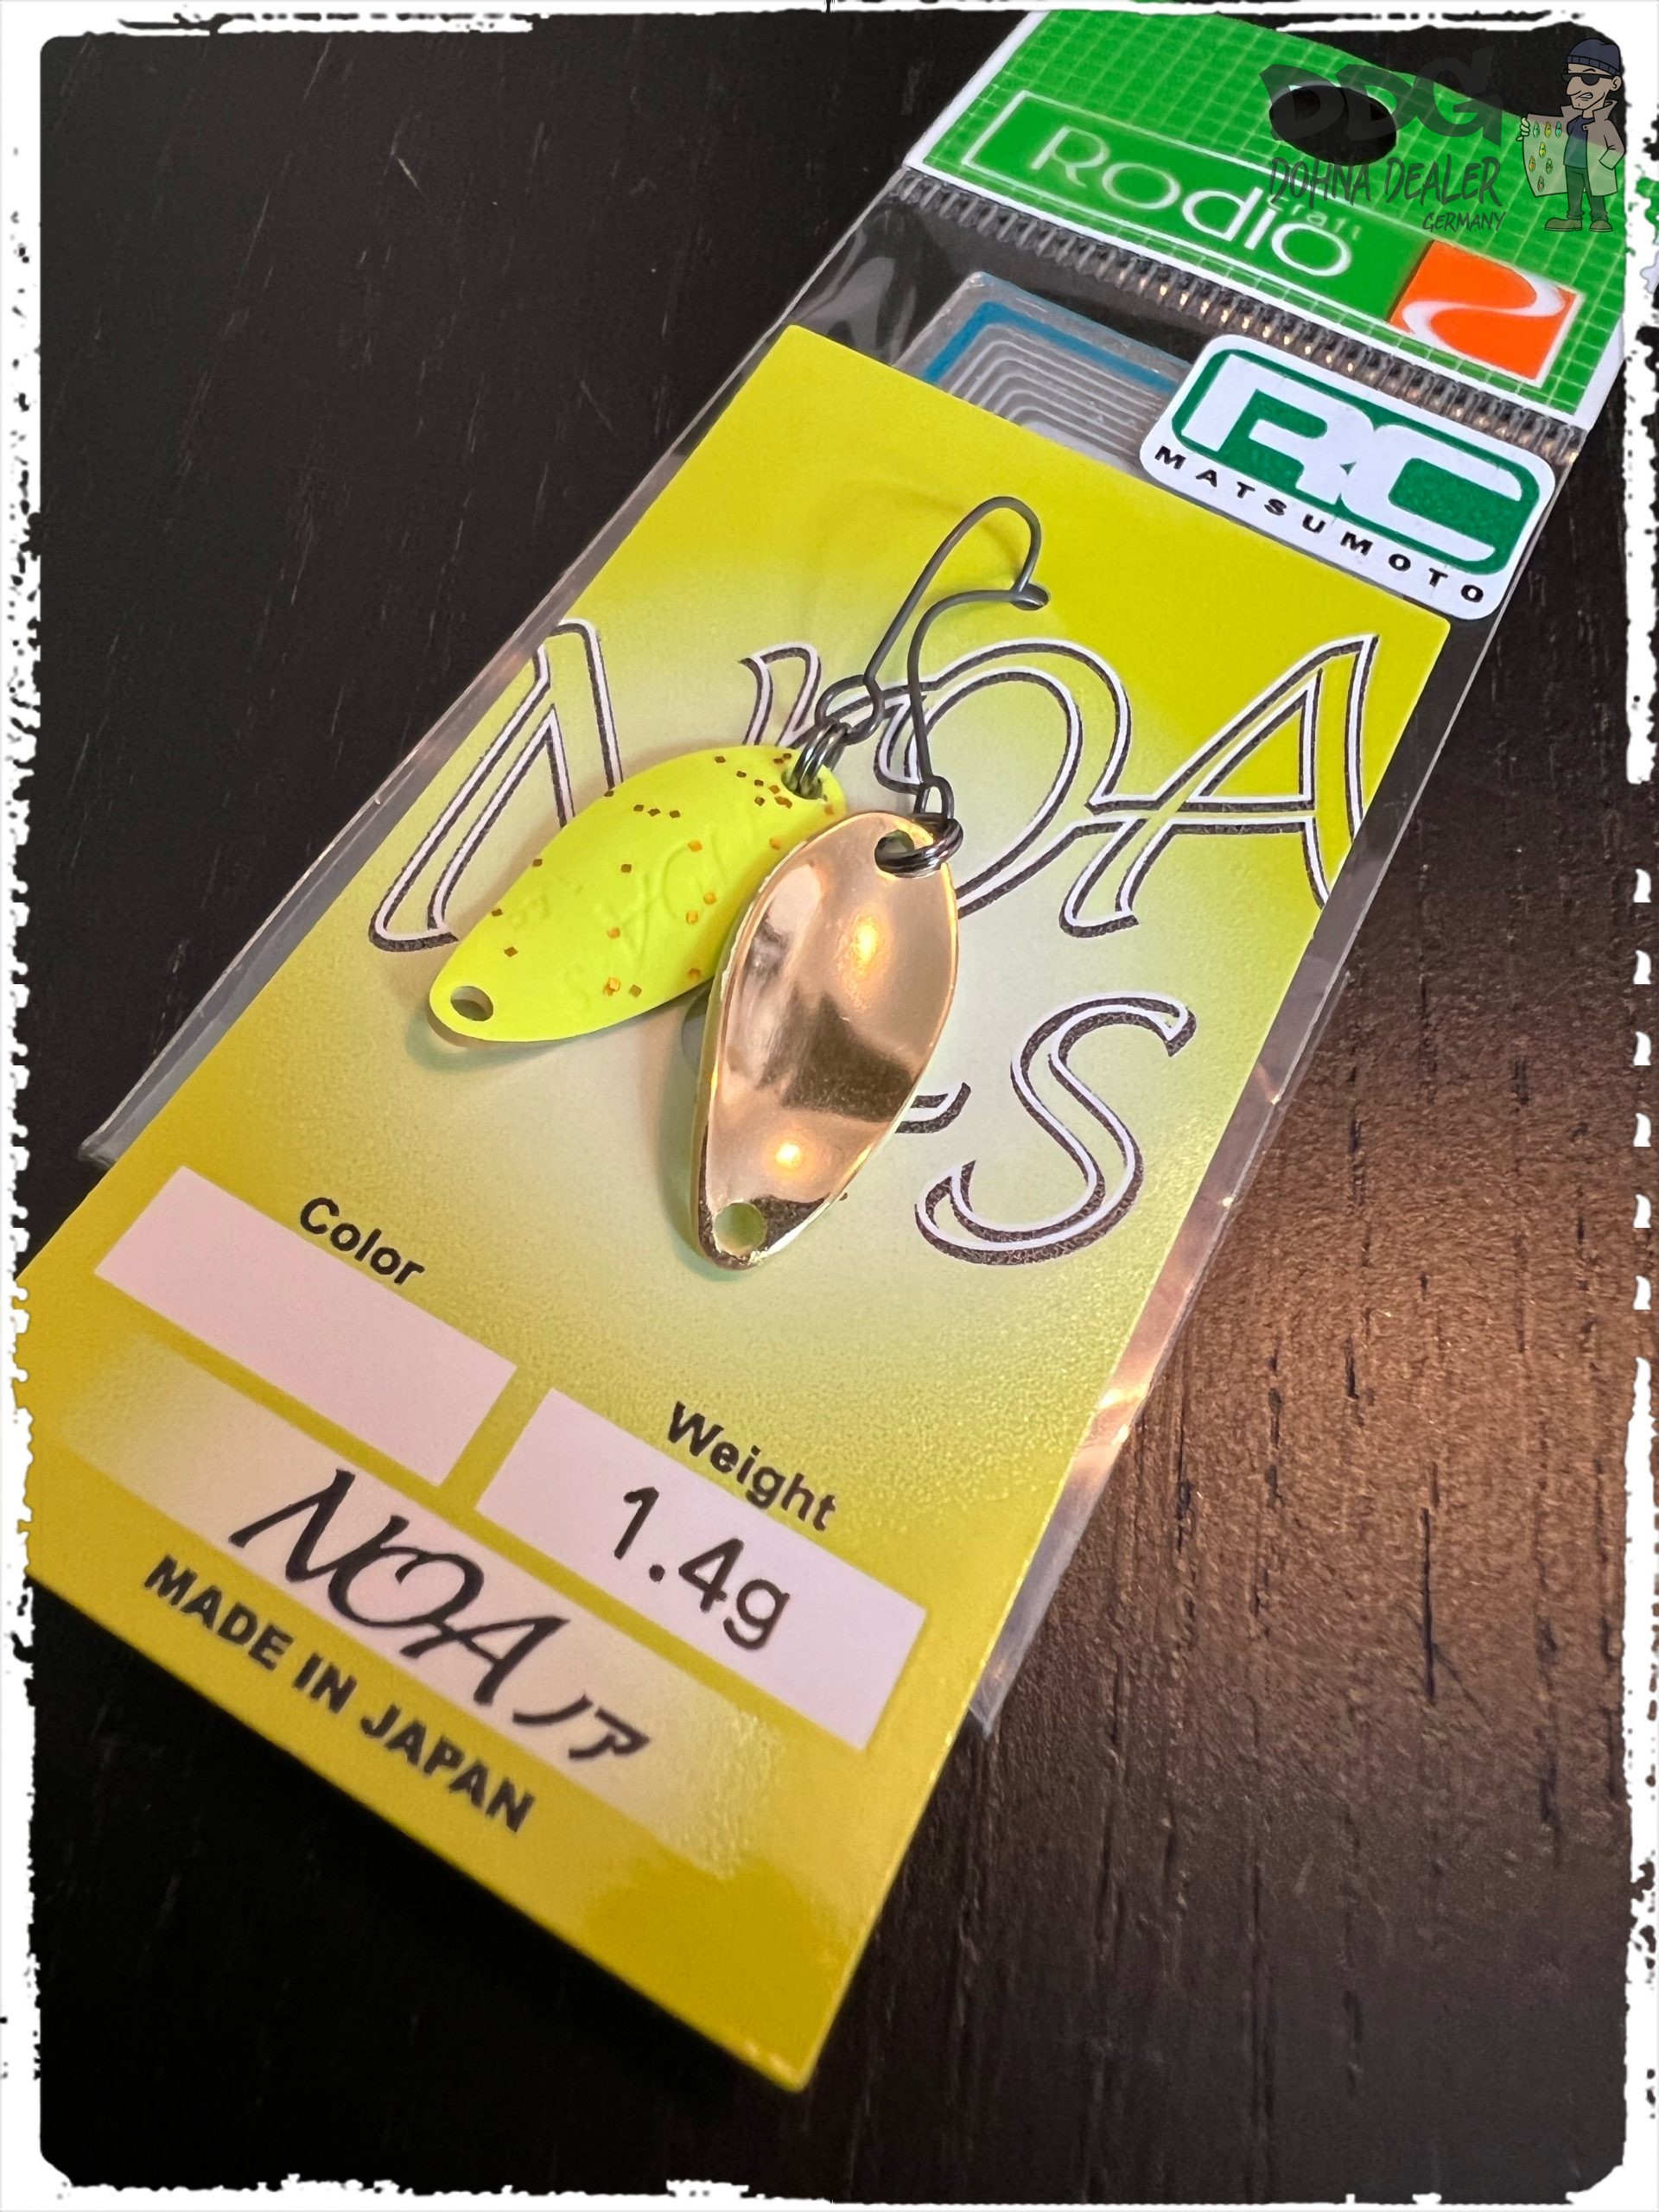 DDG
DOHNA DEALER
GERMANY
Rodio
craft
RC
MATSUMOTO
NOA
S
Color
Weight
1.4g
NOA ノア
MADE IN JAPAN